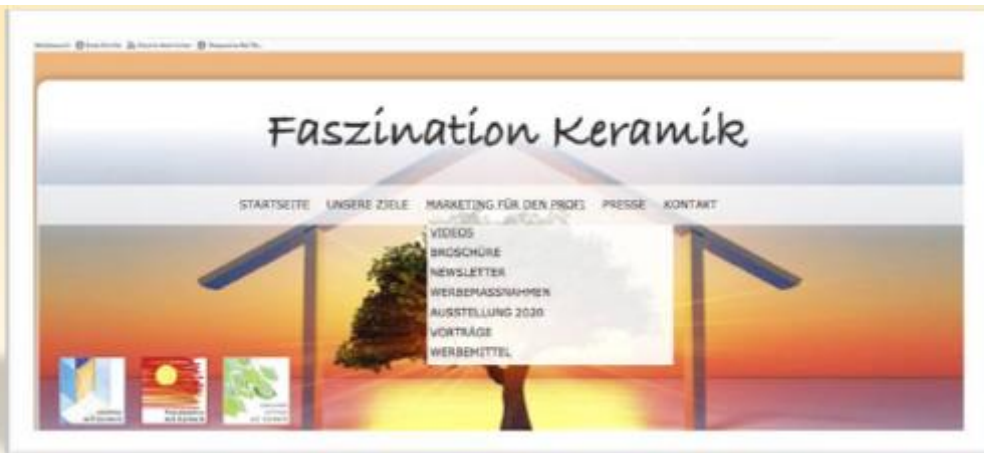 Faszination Keramik
STARTSEITE UNSERE ZIELE MARKETING FÜR DEN PROFI PRESSE KONTAKT
VIDEOS
BROSCHÜRE
NEWSLETTER
WERBEMASSNAHMEN
AUSSTELLUNG 2020
VORTRÄGE
WERBEMITTEL